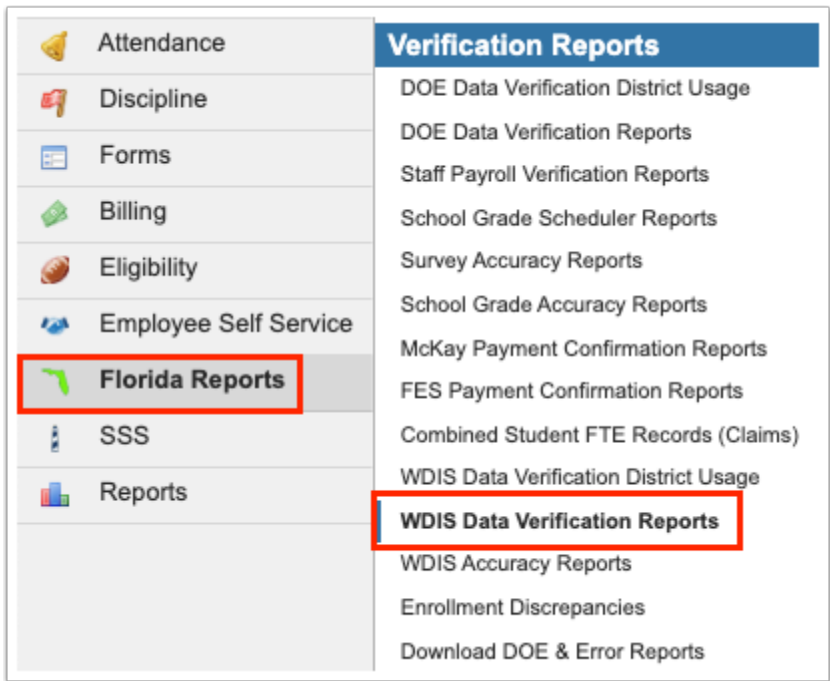 Attendance
Discipline
Forms
Billing
Eligibility
Employee Self Service
Florida Reports
SSS
Reports
Verification Reports
DOE Data Verification District Usage
DOE Data Verification Reports
Staff Payroll Verification Reports
School Grade Scheduler Reports
Survey Accuracy Reports
School Grade Accuracy Reports
McKay Payment Confirmation Reports
FES Payment Confirmation Reports
Combined Student FTE Records (Claims)
WDIS Data Verification District Usage
WDIS Data Verification Reports
WDIS Accuracy Reports
Enrollment Discrepancies
Download DOE & Error Reports